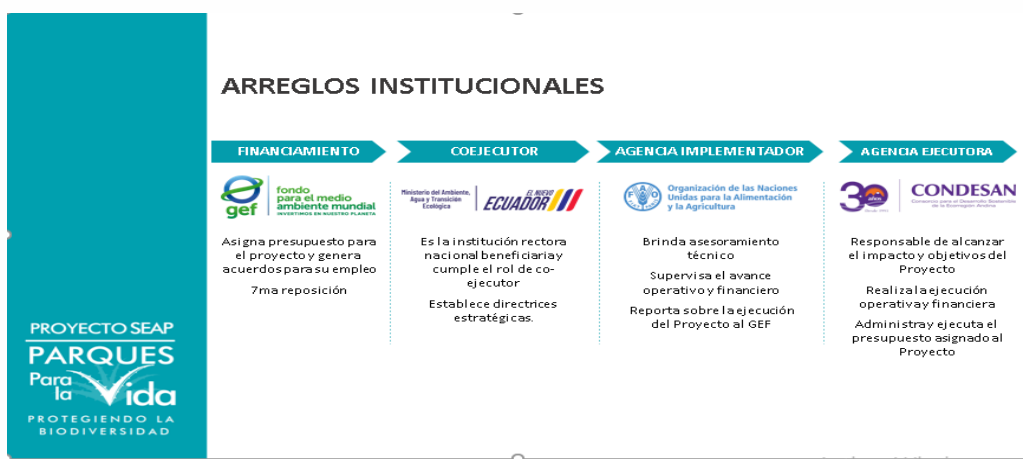 ARREGLOS INSTITUCIONALES
FINANCIAMIENTO
COEJECUTOR
AGENCIA IMPLEMENTADOR
AGENCIA EJECUTORA
gef
fondo
para el medio
ambiente mundial
INVERTIMOS EN NUESTRO PLANETA
Ministerio del Ambiente,
Agua y Transición
Ecológica
EL NUEVO
ECUADOR
FAO
Organización de las Naciones
Unidas para la Alimentación
y la Agricultura
30 años
CONDESAN
Consorcio para el Desarrollo Sostenible
de la Ecorregión Andina
Asigna presupuesto para
el proyecto y genera
acuerdos para su empleo
7ma reposición
Es la institución rectora
nacional beneficiaria y
cumple el rol de co-
ejecutor
Establece directrices
estratégicas.
Brinda asesoramiento
técnico
Supervisa el avance
operativo y financiero
Reporta sobre la ejecución
del Proyecto al GEF
Responsable de alcanzar
el impacto y objetivos del
Proyecto
Realiza la ejecución
operativa y financiera
Administra y ejecuta el
presupuesto asignado al
Proyecto
PROYECTO SEAP
PARQUES
Para
la Vida
PROTEGIENDO LA
BIODIVERSIDAD